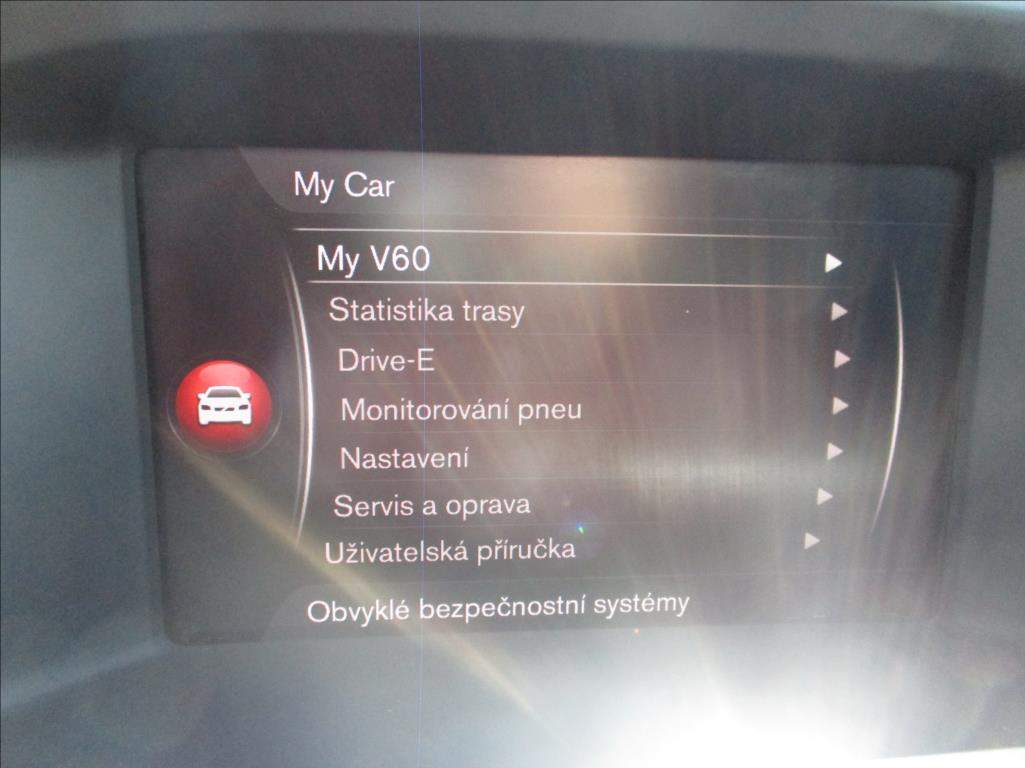 My Car
My V60
Statistika trasy
Drive-E
Monitorování pneu
Nastavení
Servis a oprava
Uživatelská příručka
Obvyklé bezpečnostní systémy